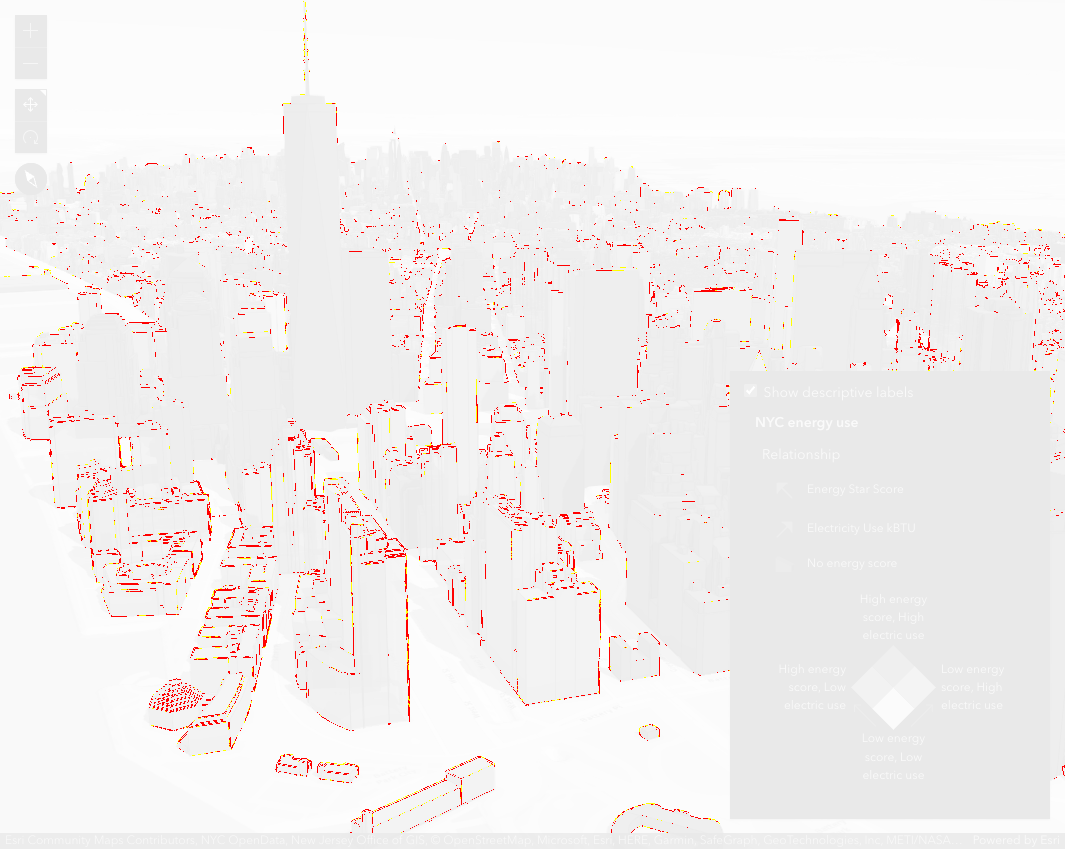 Show descriptive labels
NYC energy use
Relationship
Energy Star Score
Electricity Use kBTU
No energy score
High energy
score, High
electric use
High energy
score, Low
electric use
Low energy
score, High
electric use
Low energy
score, Low
electric use
Esri Community Maps Contributors, NYC OpenData, New Jersey Office of GIS, © OpenStreetMap, Microsoft, Esri, HERE, Garmin, SafeGraph, GeoTechnologies, Inc, METI/NASA Powered by Esri